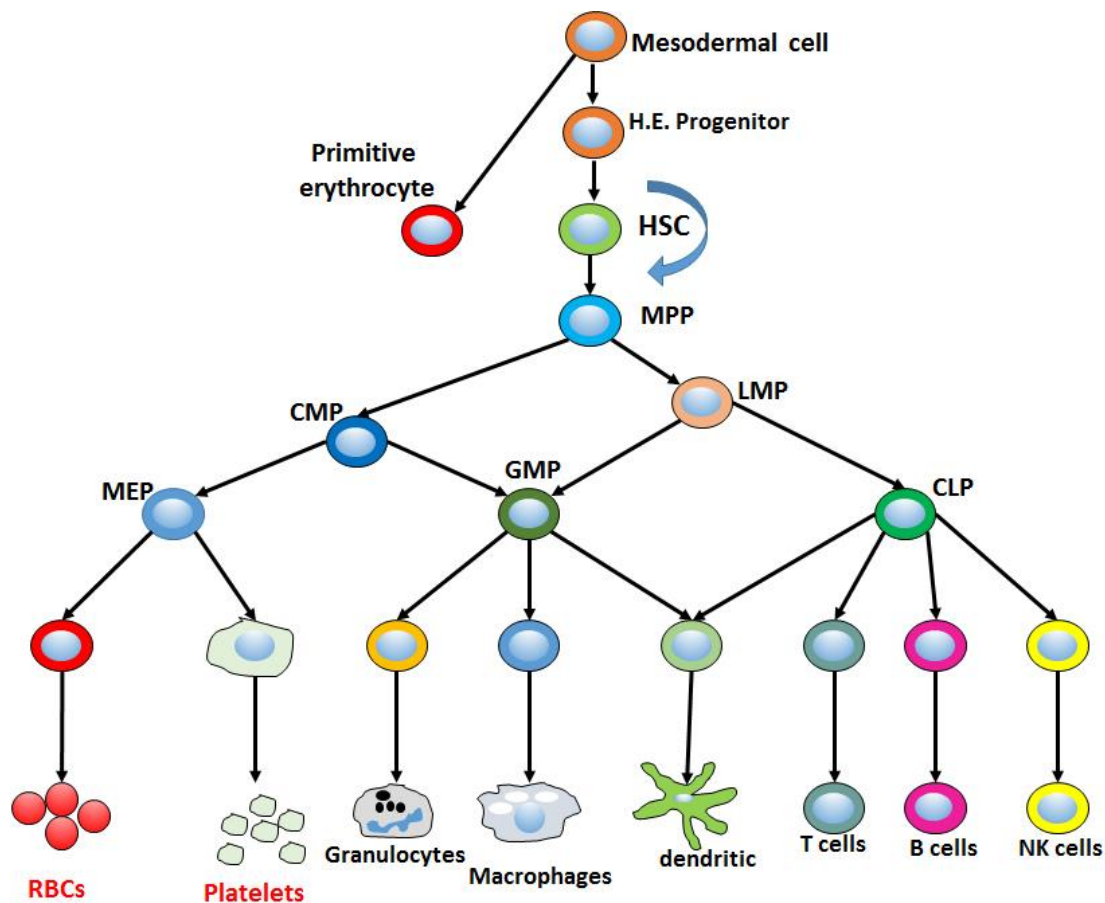 Mesodermal cell
H.E. Progenitor
Primitive
erythrocyte
HSC
MPP
LMP
CMP
GMP
MEP
CLP
Granulocytes
Macrophages
dendritic
T cells
B cells
NK cells
RBCs
Platelets